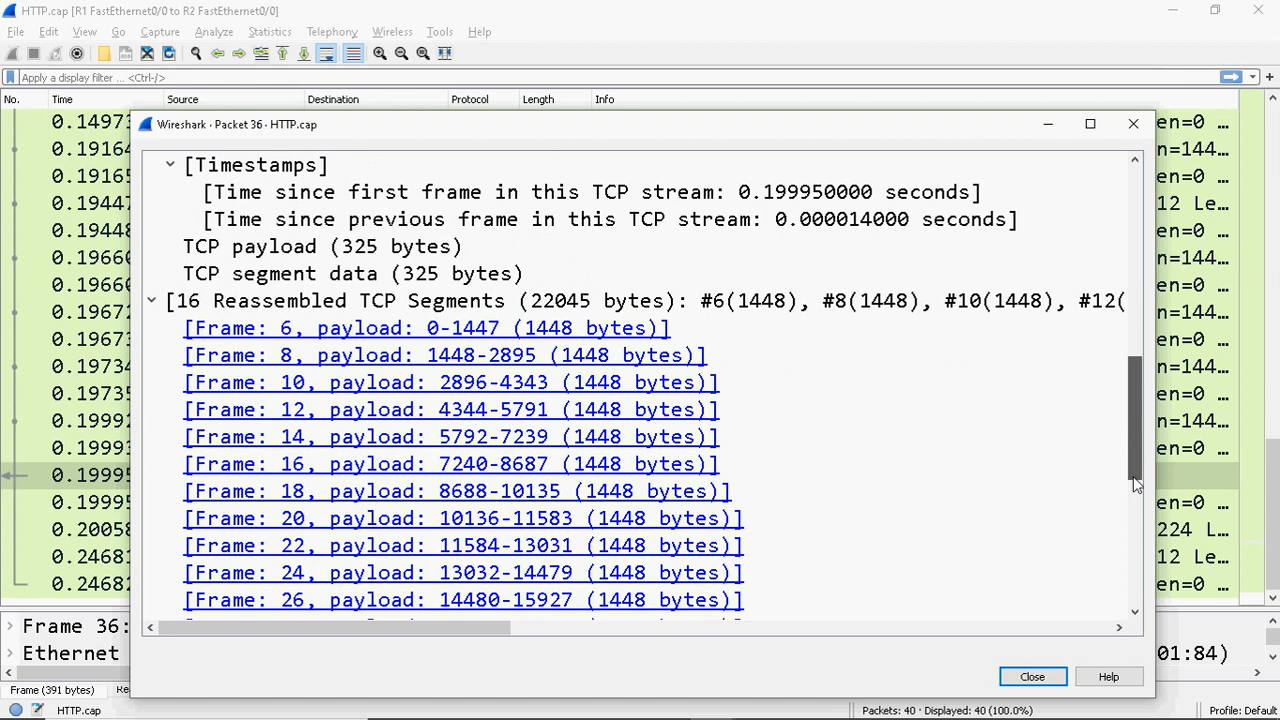 HTTP.cap [R1 FastEthernet0/0 to R2 FastEthernet0/0]
File Edit View Go Capture Analyze Statistics Telephony Wireless Tools Help
Apply a display filter ... <Ctrl-/>
No. Time Source Destination Protocol Length Info
Wireshark · Packet 36 · HTTP.cap
0.14973 en=0 ...
0.19164 n=144...
[Timestamps]
0.19165 en=0 ...
[Time since first frame in this TCP stream: 0.199950000 seconds]
0.19447 12 Le...
[Time since previous frame in this TCP stream: 0.000014000 seconds]
0.19448 en=0 ...
TCP payload (325 bytes)
0.19660 n=144...
TCP segment data (325 bytes)
0.19660 en=0 ...
[16 Reassembled TCP Segments (22045 bytes): #6(1448), #8(1448), #10(1448), #12(
0.19672 n=144...
[Frame: 6, payload: 0-1447 (1448 bytes)]
0.19673 en=0 ...
[Frame: 8, payload: 1448-2895 (1448 bytes)]
0.19734 n=144...
[Frame: 10, payload: 2896-4343 (1448 bytes)]
0.19735 en=0 ...
[Frame: 12, payload: 4344-5791 (1448 bytes)]
0.19992 n=144...
[Frame: 14, payload: 5792-7239 (1448 bytes)]
0.19993 en=0 ...
[Frame: 16, payload: 7240-8687 (1448 bytes)]
0.19995
[Frame: 18, payload: 8688-10135 (1448 bytes)]
0.19995 en=0 ...
[Frame: 20, payload: 10136-11583 (1448 bytes)]
0.20058 224 L...
[Frame: 22, payload: 11584-13031 (1448 bytes)]
0.24681 12 Le...
[Frame: 24, payload: 13032-14479 (1448 bytes)]
0.24682 en=0 ...
[Frame: 26, payload: 14480-15927 (1448 bytes)]
Frame 36:
Ethernet 01:84)
Close Help
Frame (391 bytes) Re
HTTP.cap Packets: 40 · Displayed: 40 (100.0%) Profile: Default